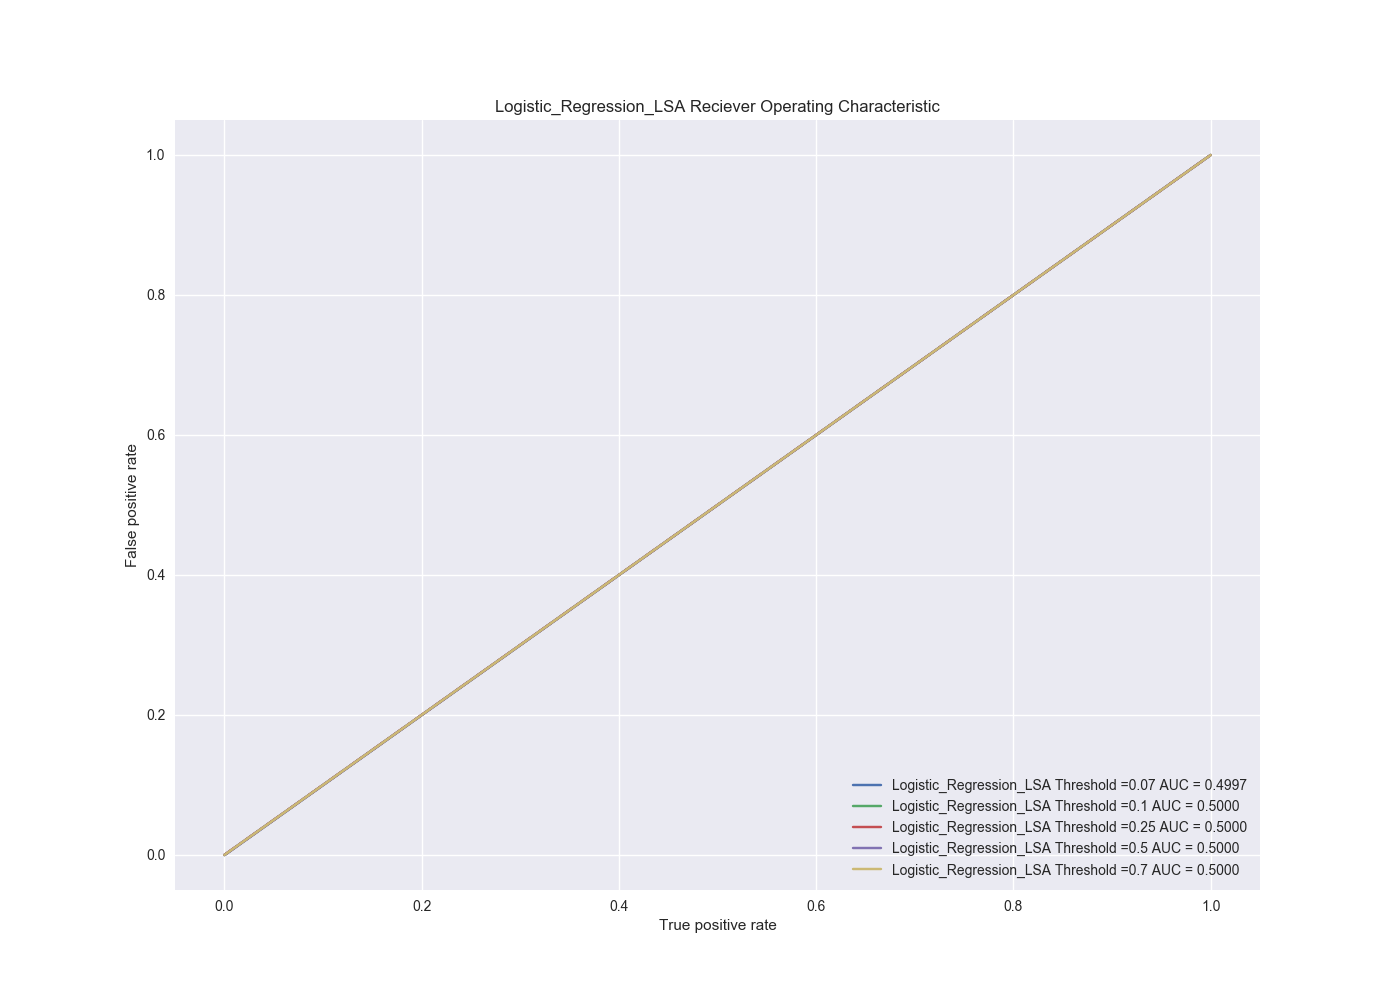 Logistic_Regression_LSA Reciever Operating Characteristic
1.0
0.8
0.6
0.4
0.2
0.0
False positive rate
Logistic_Regression_LSA Threshold =0.07 AUC = 0.4997
Logistic_Regression_LSA Threshold =0.1 AUC = 0.5000
Logistic_Regression_LSA Threshold =0.25 AUC = 0.5000
Logistic_Regression_LSA Threshold =0.5 AUC = 0.5000
Logistic_Regression_LSA Threshold =0.7 AUC = 0.5000
0.0 0.2 0.4 0.6 0.8 1.0
True positive rate